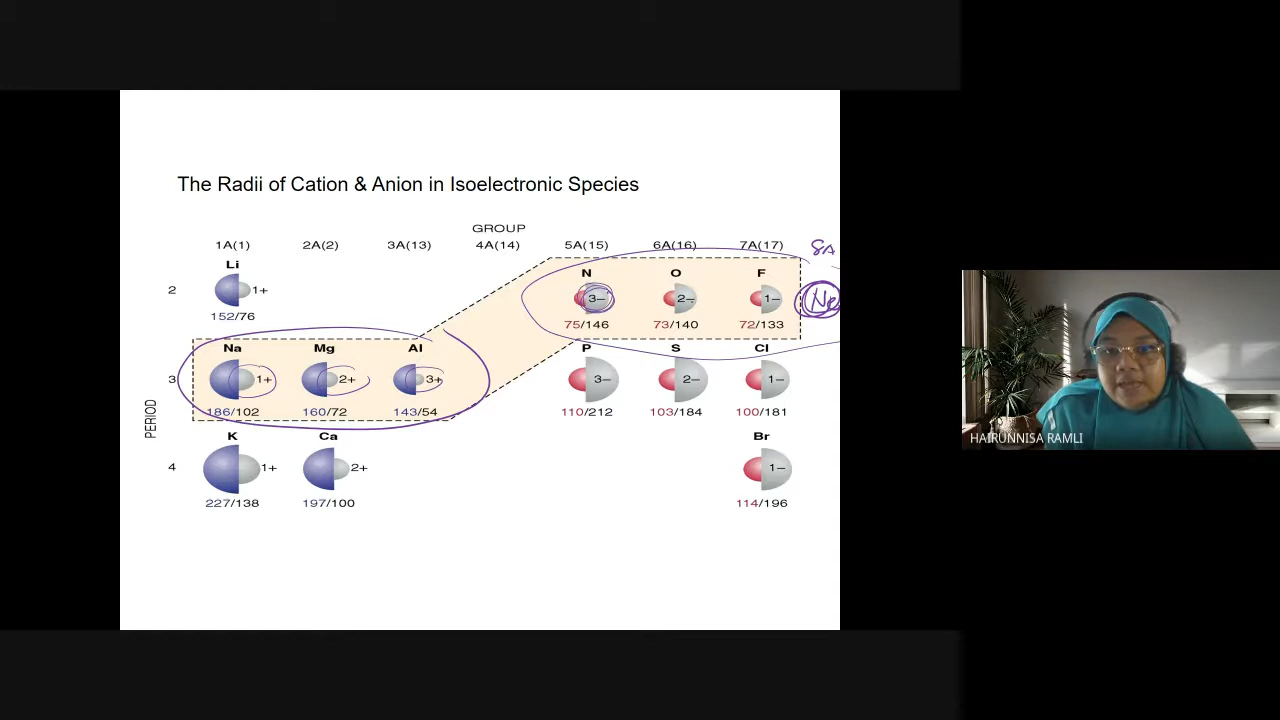 The Radii of Cation & Anion in Isoelectronic Species
GROUP
1A(1) 2A(2) 3A(13) 4A(14) 5A(15) 6A(16) 7A(17) 8A
Li N O F
2 1+ 3– 2– 1– Ne
152/76 75/146 73/140 72/133
Na Mg Al P S Cl
3 1+ 2+ 3+ 3– 2– 1–
186/102 160/72 143/54 110/212 103/184 100/181
PERIOD
K Ca Br
4 1+ 2+ 1–
227/138 197/100 114/196
HAIRUNNISA RAMLI